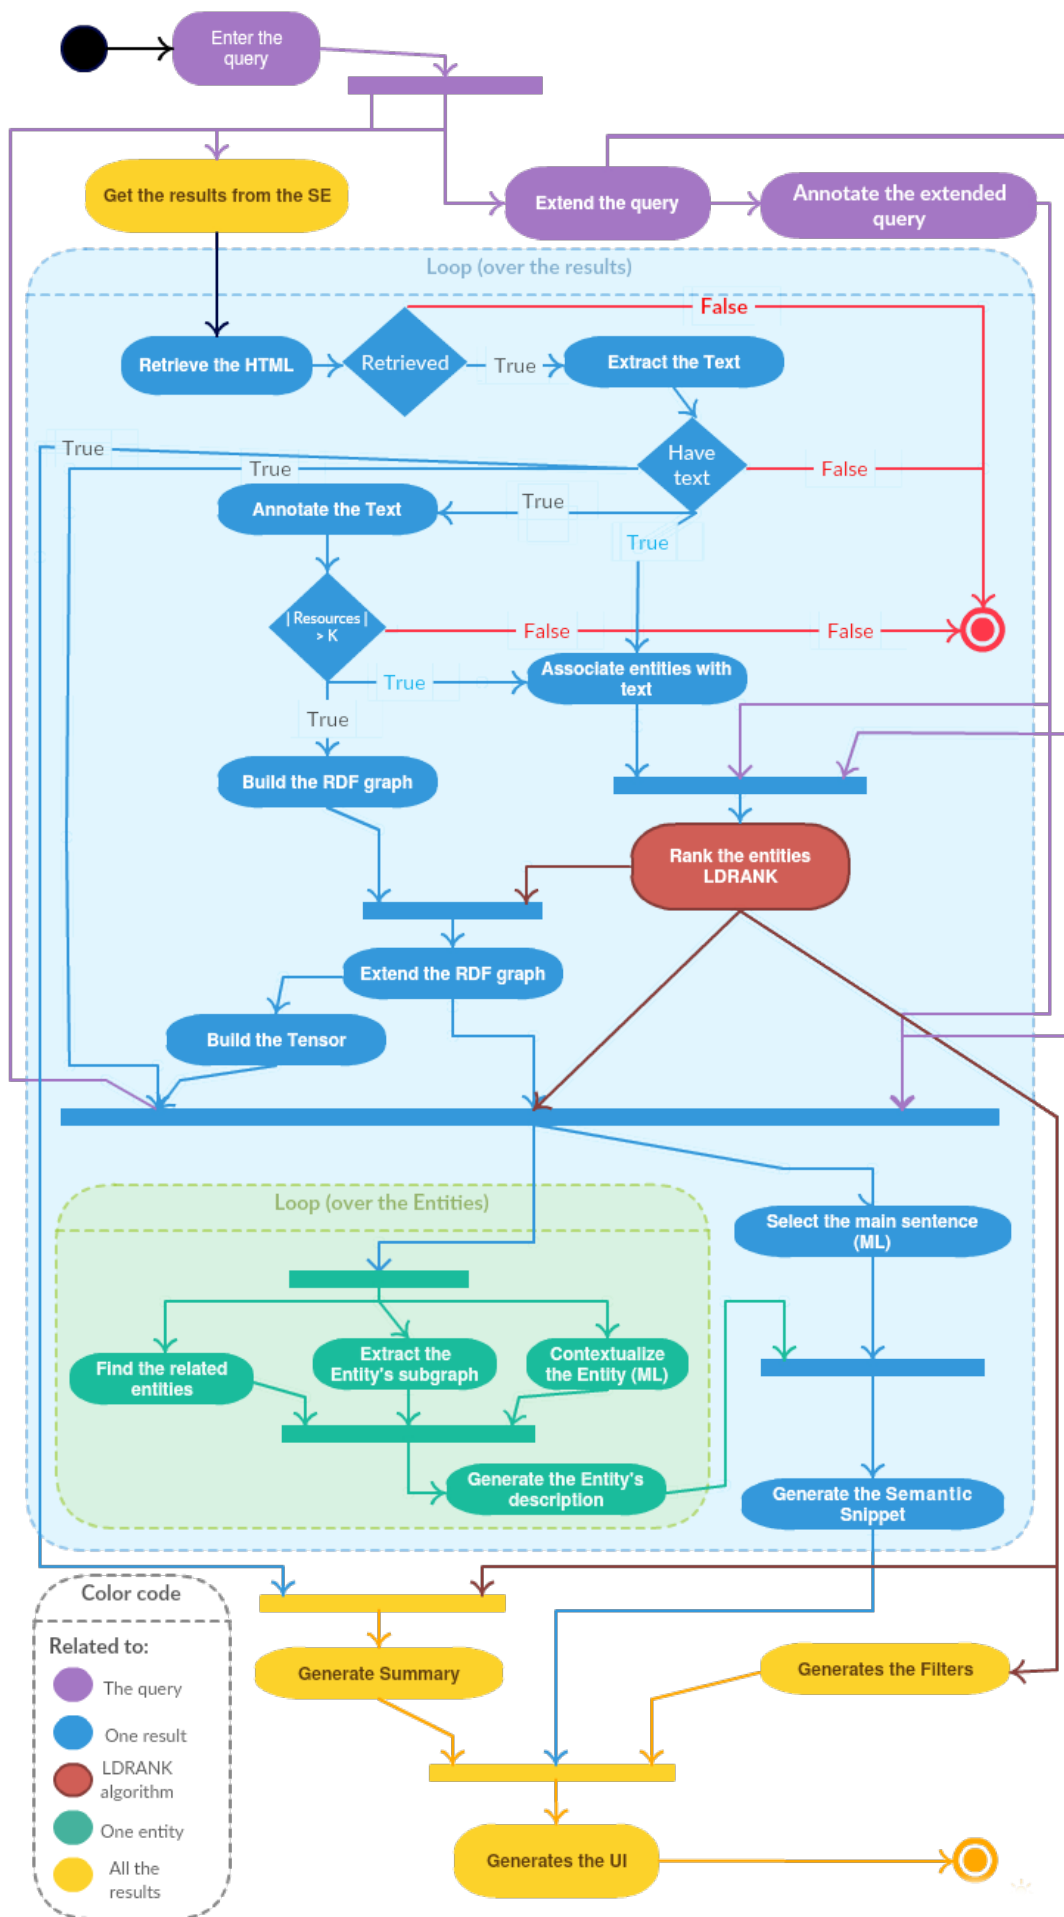 Enter the
query
Get the results from the SE
Extend the query
Annotate the extended
query
Loop (over the results)
False
Retrieve the HTML
Retrieved
True
Extract the Text
True
Have
text
True
False
Annotate the Text
True
True
| Resources |
> K
False
False
True
Associate entities with
text
True
Build the RDF graph
Rank the entities
LDRANK
Extend the RDF graph
Build the Tensor
Loop (over the Entities)
Select the main sentence
(ML)
Find the related
entities
Extract the
Entity's subgraph
Contextualize
the Entity (ML)
Generate the Entity's
description
Generate the Semantic
Snippet
Color code
Related to:
The query
One result
LDRANK
algorithm
One entity
All the
results
Generate Summary
Generates the Filters
Generates the UI